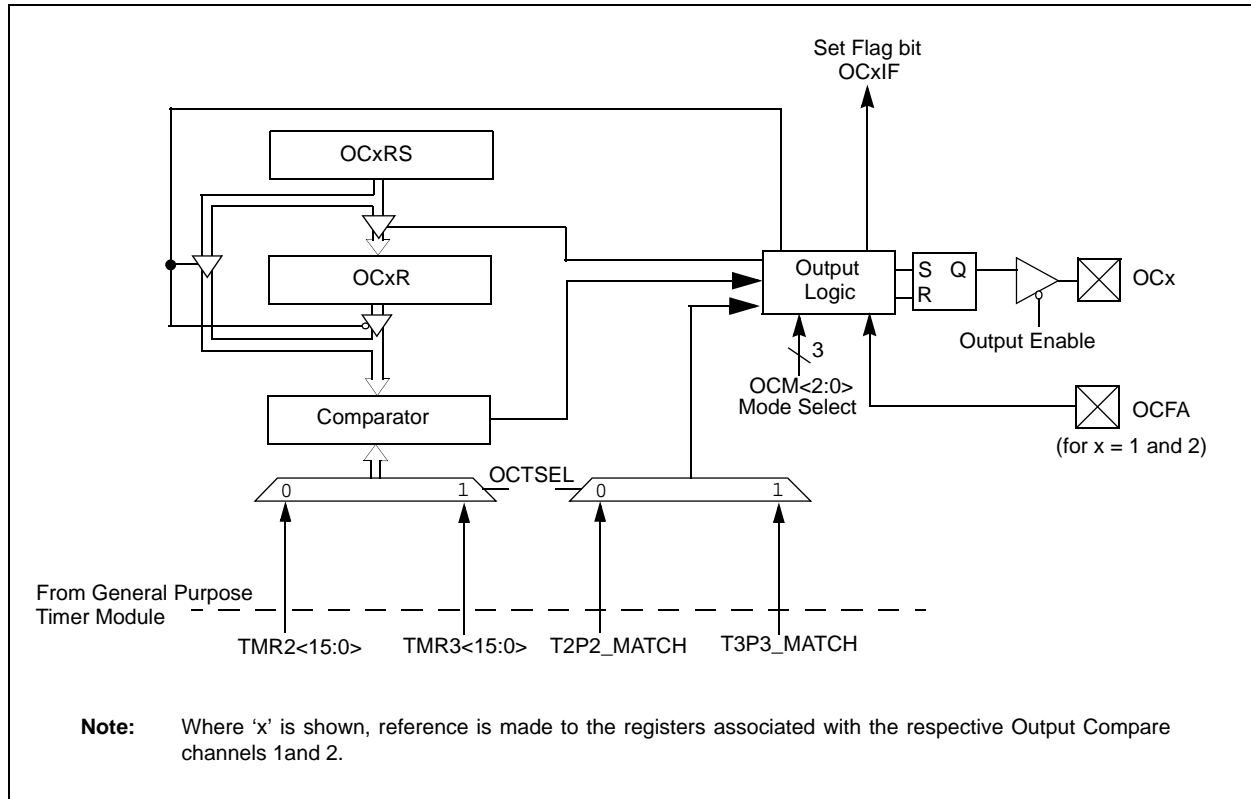 Set Flag bit
OCxIF
OCxRS
OCxR
Output
Logic
S Q
R
OCx
Output Enable
3
OCM<2:0>
Mode Select
OCFA
(for x = 1 and 2)
Comparator
OCTSEL
0 1
0 1
From General Purpose
Timer Module
TMR2<15:0> TMR3<15:0> T2P2_MATCH T3P3_MATCH
Note: Where ‘x’ is shown, reference is made to the registers associated with the respective Output Compare
channels 1and 2.